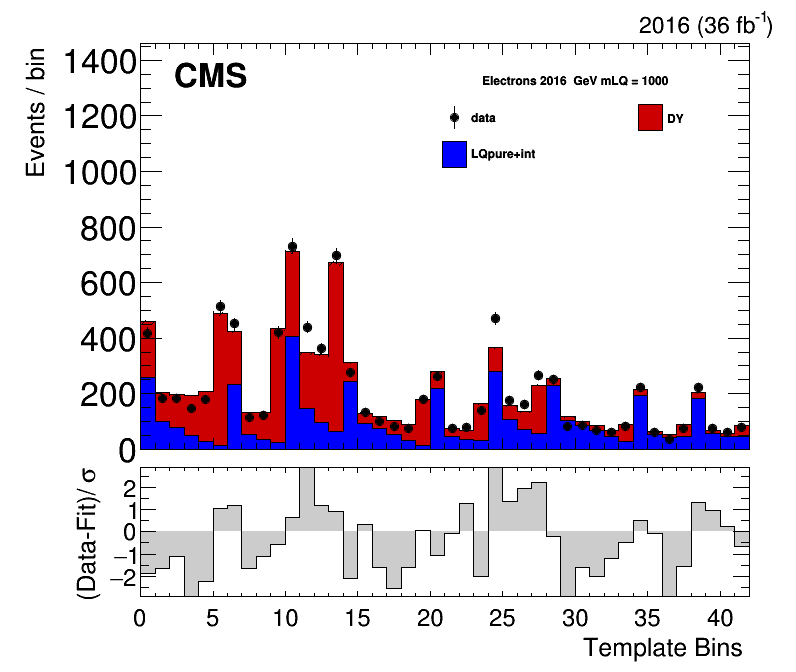 2016 (36 fb-1)
Events / bin
1400
1200
1000
800
600
400
200
0
CMS
Electrons 2016 GeV mLQ = 1000
data
DY
LQpure+int
(Data-Fit)/ σ
2
1
0
−1
−2
0 5 10 15 20 25 30 35 40
Template Bins